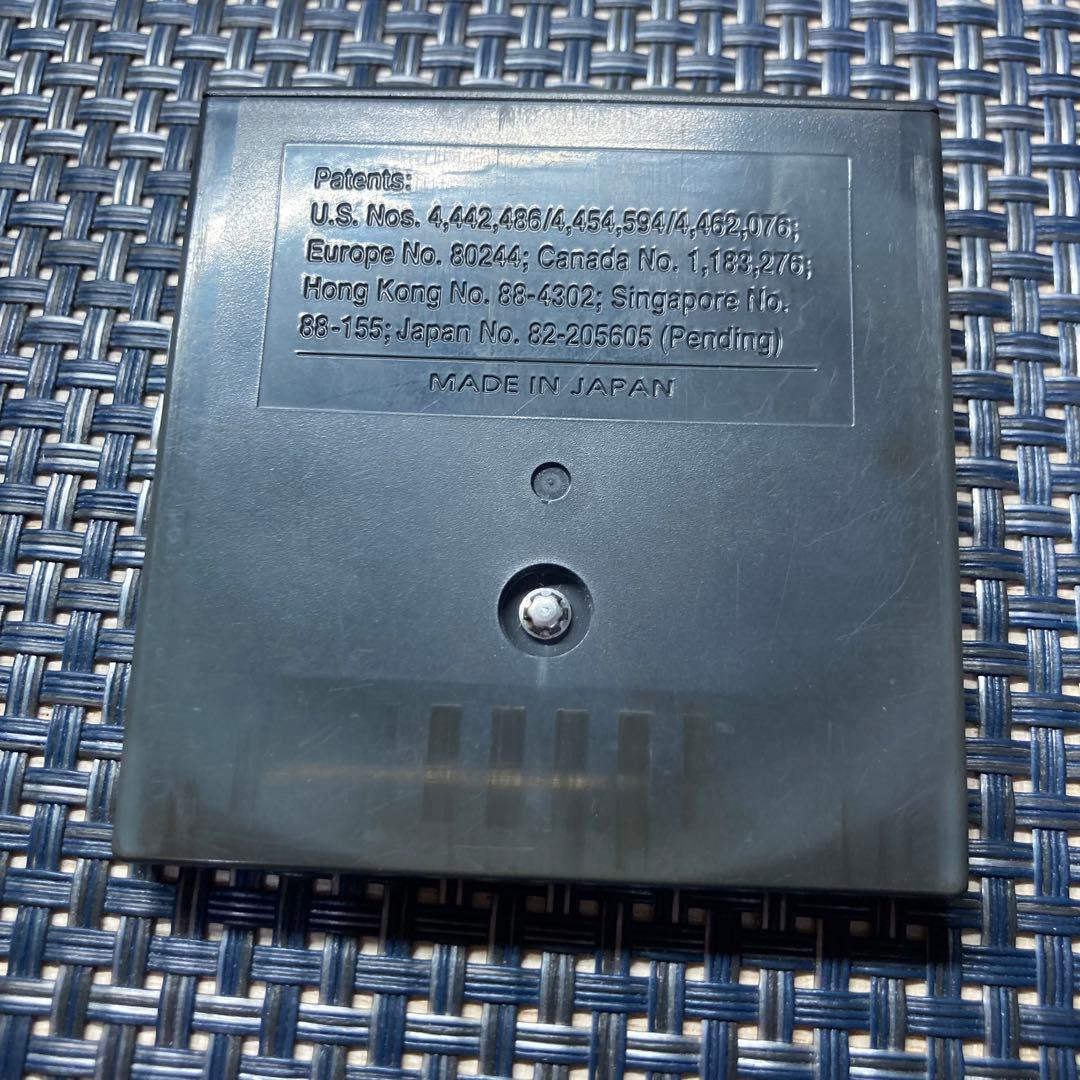 Patents:
U.S. Nos. 4,442,486/4,454,594/4,462,076;
Europe No. 80244; Canada No. 1,183,276;
Hong Kong No. 88-4302; Singapore No.
88-155; Japan No. 82-205605 (Pending)
MADE IN JAPAN